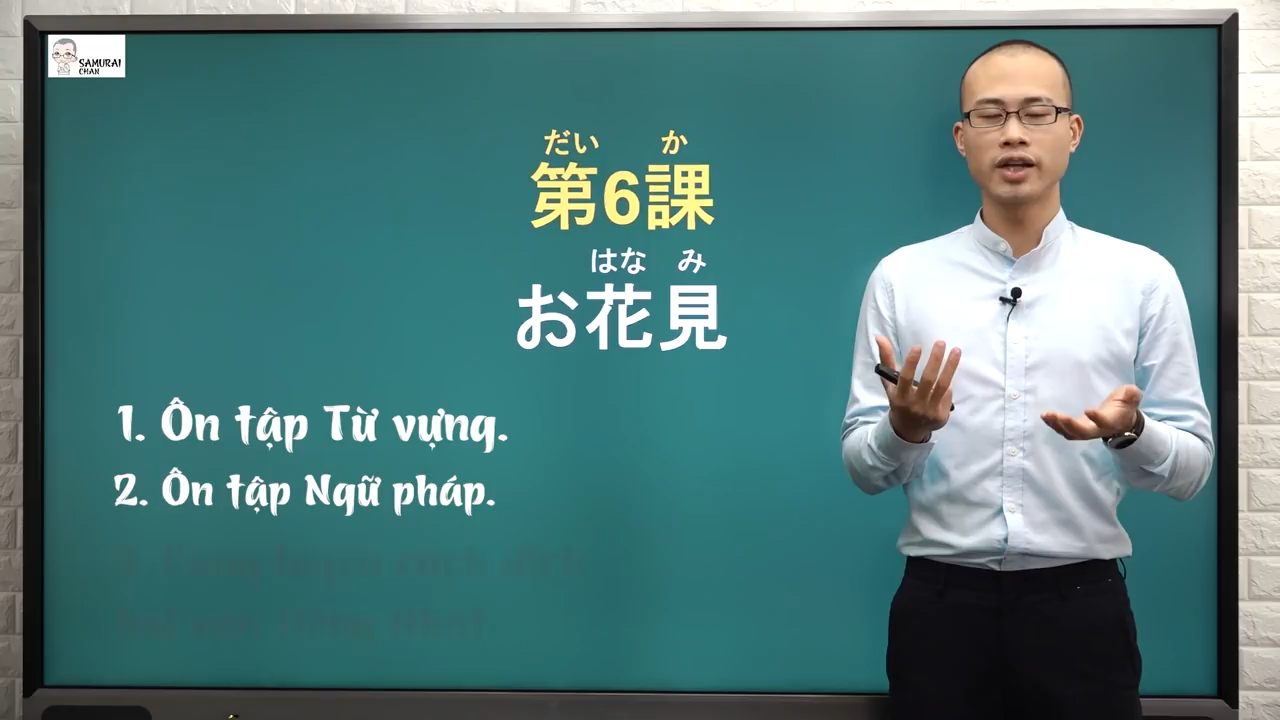 SAMURAI
CHAN
だい か
第6課
はな み
お花見
1. Ôn tập Từ vựng.
2. Ôn tập Ngữ pháp.